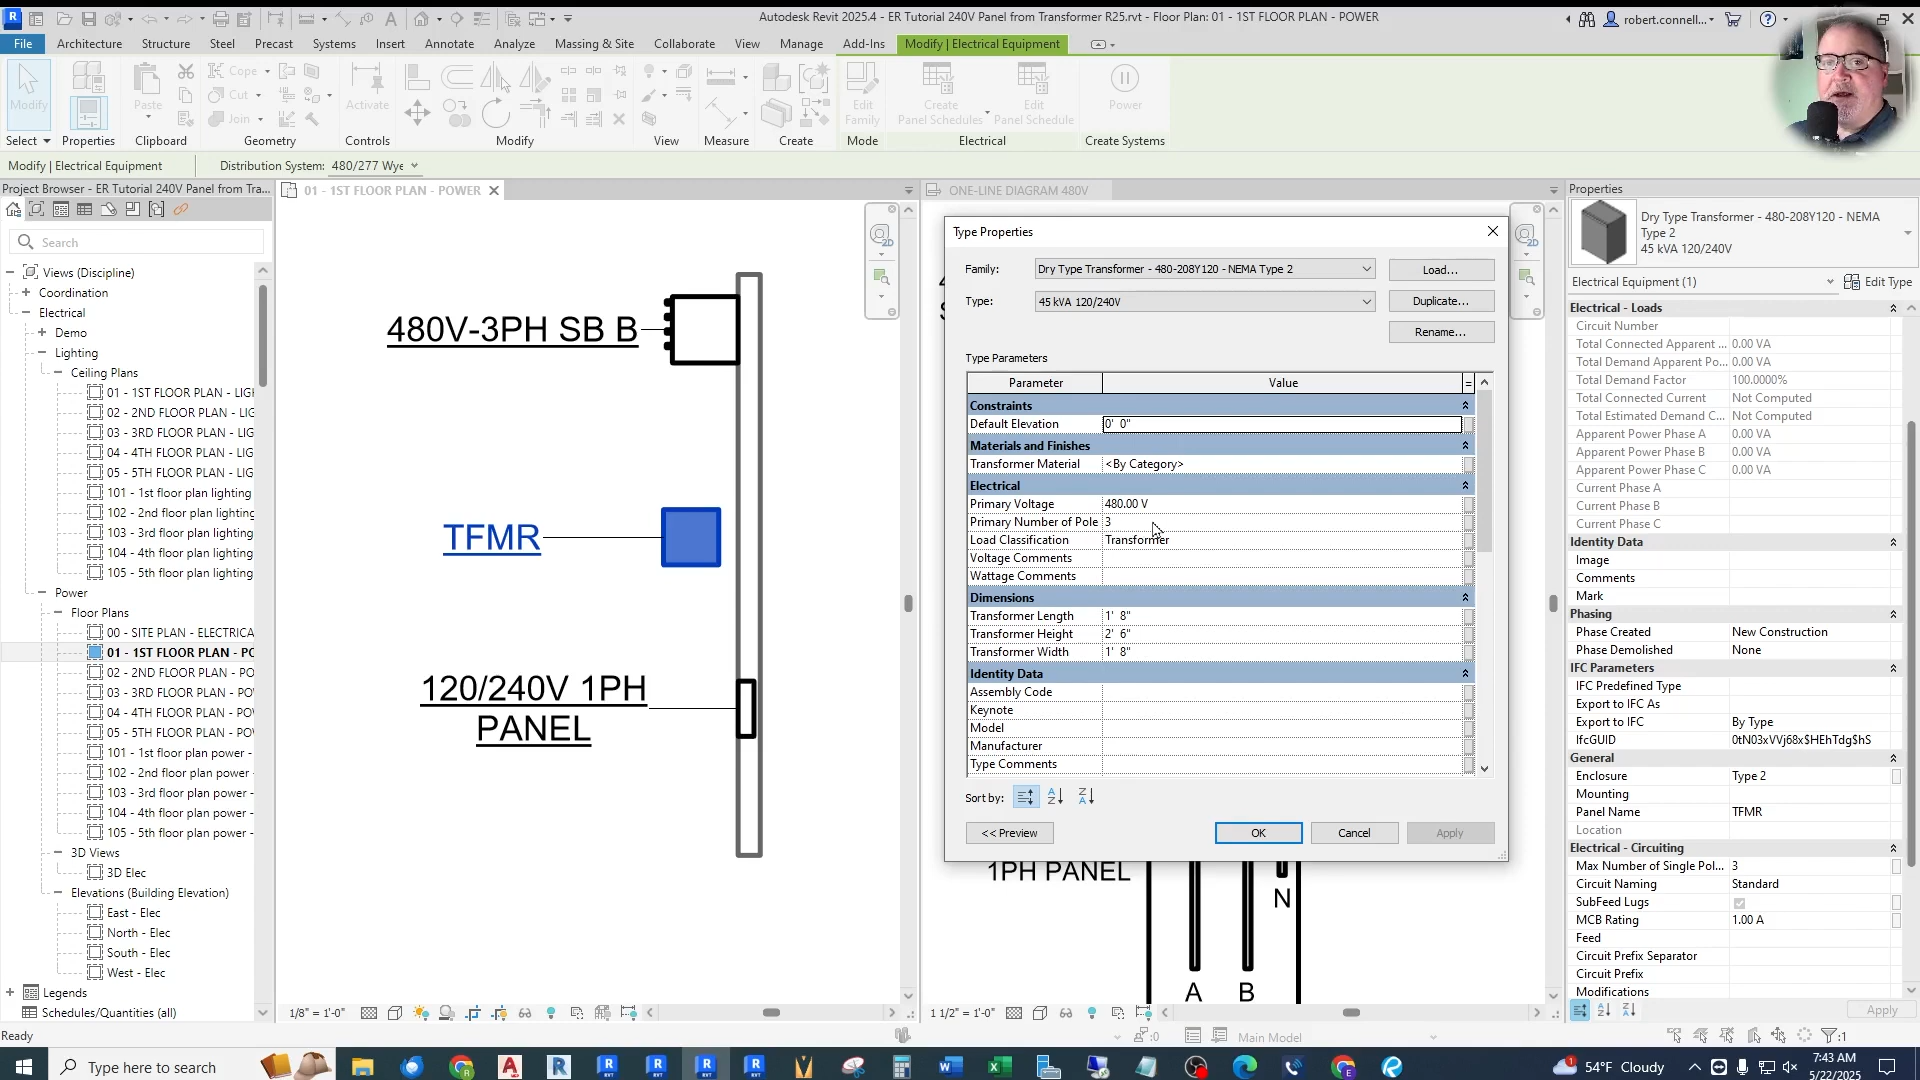 Autodesk Revit 2025.4 - ER Tutorial 240V Panel from Transformer R25.rvt - Floor Plan: 01 - 1ST FLOOR PLAN - POWER
robert.connell...
File Architecture Structure Steel Precast Systems Insert Annotate Analyze Massing & Site Collaborate View Manage Add-Ins Modify | Electrical Equipment
Modify Paste Cope Cut Join Activate Edit Family Create Panel Schedules Edit Panel Schedule Power
Select Properties Clipboard Geometry Controls Modify View Measure Create Mode Electrical Create Systems
Modify | Electrical Equipment Distribution System: 480/277 Wye
Project Browser - ER Tutorial 240V Panel from Tra...
Search
Views (Discipline)
Coordination
Electrical
Demo
Lighting
Ceiling Plans
01 - 1ST FLOOR PLAN - LIGH
02 - 2ND FLOOR PLAN - LIG
03 - 3RD FLOOR PLAN - LIG
04 - 4TH FLOOR PLAN - LIG
05 - 5TH FLOOR PLAN - LIG
101 - 1st floor plan lighting
102 - 2nd floor plan lighting
103 - 3rd floor plan lighting
104 - 4th floor plan lighting
105 - 5th floor plan lighting
Power
Floor Plans
00 - SITE PLAN - ELECTRICA
01 - 1ST FLOOR PLAN - PO
02 - 2ND FLOOR PLAN - PO
03 - 3RD FLOOR PLAN - PO
04 - 4TH FLOOR PLAN - PO
05 - 5TH FLOOR PLAN - PO
101 - 1st floor plan power -
102 - 2nd floor plan power -
103 - 3rd floor plan power -
104 - 4th floor plan power -
105 - 5th floor plan power -
3D Views
3D Elec
Elevations (Building Elevation)
East - Elec
North - Elec
South - Elec
West - Elec
Legends
Schedules/Quantities (all)
01 - 1ST FLOOR PLAN - POWER
480V-3PH SB B
TFMR
120/240V 1PH
PANEL
1/8" = 1'-0"
ONE-LINE DIAGRAM 480V
1PH PANEL
N
A B
1 1/2" = 1'-0"
Type Properties
Family: Dry Type Transformer - 480-208Y120 - NEMA Type 2 Load...
Type: 45 kVA 120/240V Duplicate...
Rename...
Type Parameters
Parameter Value =
Constraints
Default Elevation 0' 0"
Materials and Finishes
Transformer Material <By Category>
Electrical
Primary Voltage 480.00 V
Primary Number of Pole 3
Load Classification Transformer
Voltage Comments
Wattage Comments
Dimensions
Transformer Length 1' 8"
Transformer Height 2' 6"
Transformer Width 1' 8"
Identity Data
Assembly Code
Keynote
Model
Manufacturer
Type Comments
Sort by:
<< Preview OK Cancel Apply
Properties
Dry Type Transformer - 480-208Y120 - NEMA
Type 2
45 kVA 120/240V
Electrical Equipment (1) Edit Type
Electrical - Loads
Circuit Number
Total Connected Apparent ... 0.00 VA
Total Demand Apparent Po... 0.00 VA
Total Demand Factor 100.0000%
Total Connected Current Not Computed
Total Estimated Demand C... Not Computed
Apparent Power Phase A 0.00 VA
Apparent Power Phase B 0.00 VA
Apparent Power Phase C 0.00 VA
Current Phase A
Current Phase B
Current Phase C
Identity Data
Image
Comments
Mark
Phasing
Phase Created New Construction
Phase Demolished None
IFC Parameters
IFC Predefined Type
Export to IFC As
Export to IFC By Type
IfcGUID 0tN03xVVj68x$HEhTdg$hS
General
Enclosure Type 2
Mounting
Panel Name TFMR
Location
Electrical - Circuiting
Max Number of Single Pol... 3
Circuit Naming Standard
SubFeed Lugs
MCB Rating 1.00 A
Feed
Circuit Prefix Separator
Circuit Prefix
Modifications
Apply
Ready
:0 Main Model :1
Type here to search
54°F Cloudy
7:43 AM
5/22/2025